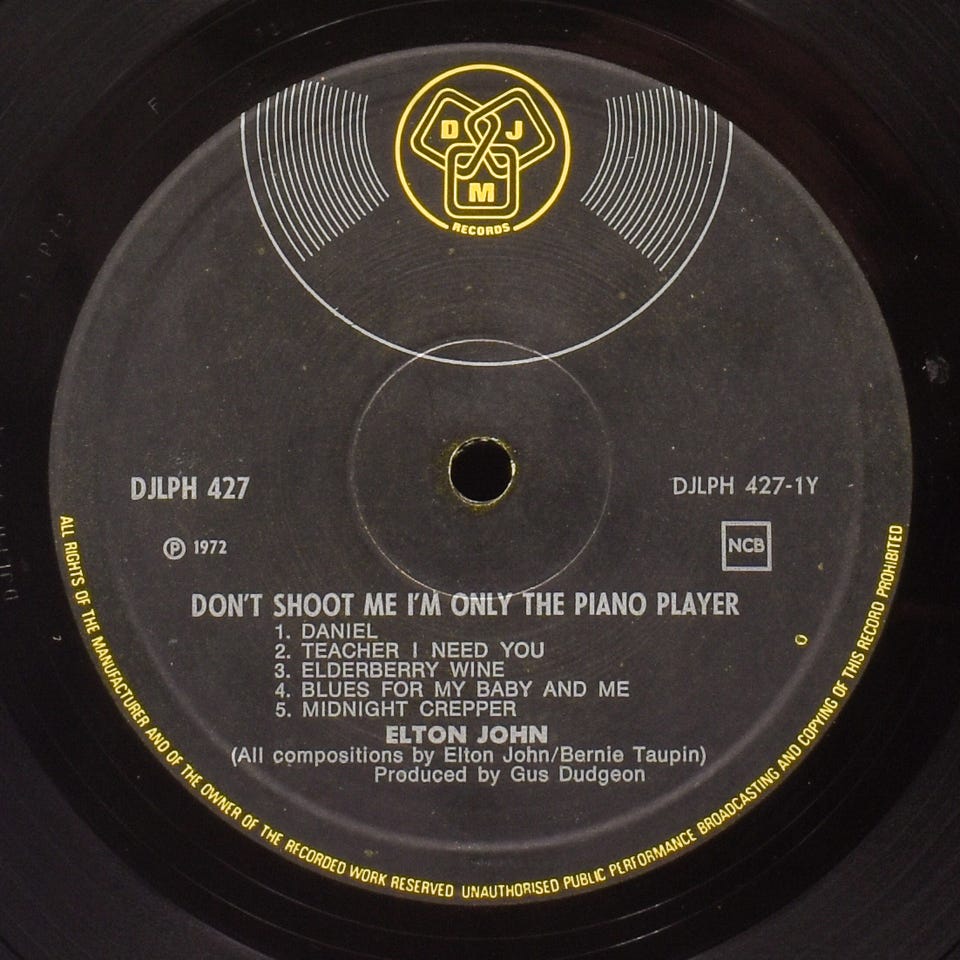 D J
M
RECORDS
DJLPH 427
DJLPH 427-1Y
℗ 1972
NCB
DON'T SHOOT ME I'M ONLY THE PIANO PLAYER
1. DANIEL
2. TEACHER I NEED YOU
3. ELDERBERRY WINE
4. BLUES FOR MY BABY AND ME
5. MIDNIGHT CREPPER
ELTON JOHN
(All compositions by Elton John/Bernie Taupin)
Produced by Gus Dudgeon
ALL RIGHTS OF THE MANUFACTURER AND OF THE OWNER OF THE RECORDED WORK RESERVED UNAUTHORISED PUBLIC PERFORMANCE BROADCASTING AND COPYING OF THIS RECORD PROHIBITED